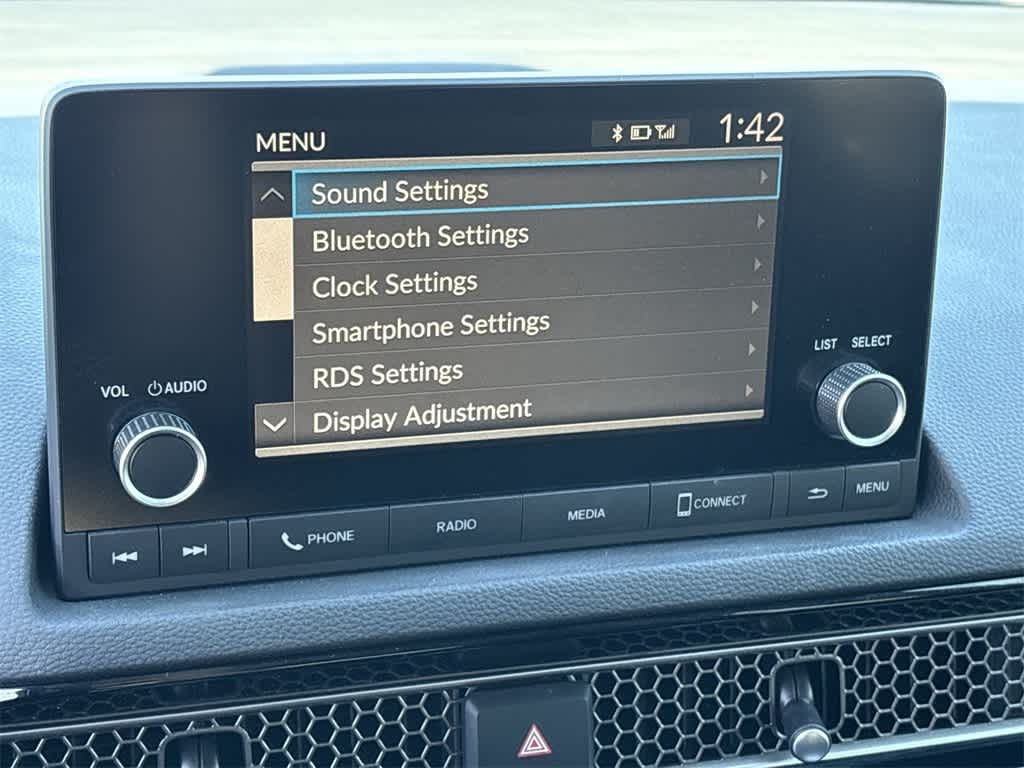 MENU 1:42
Sound Settings
Bluetooth Settings
Clock Settings
Smartphone Settings
RDS Settings
Display Adjustment
VOL AUDIO
LIST SELECT
PHONE RADIO MEDIA CONNECT MENU